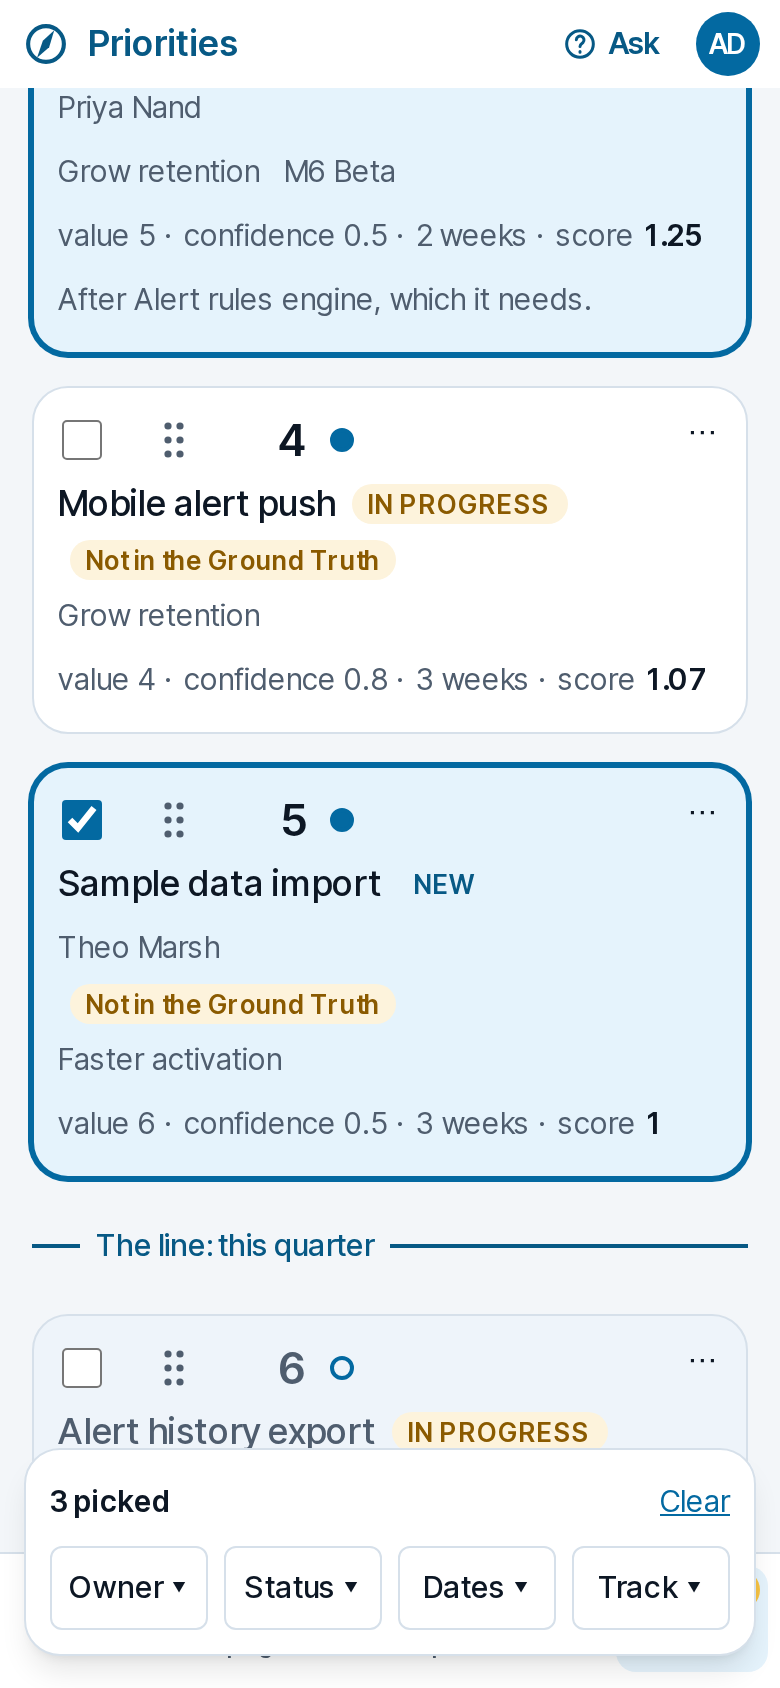 Priorities
Ask
AD
Priya Nand
Grow retention M6 Beta
value 5 · confidence 0.5 · 2 weeks · score 1.25
After Alert rules engine, which it needs.
4
...
Mobile alert push IN PROGRESS
Not in the Ground Truth
Grow retention
value 4 · confidence 0.8 · 3 weeks · score 1.07
5
...
Sample data import NEW
Theo Marsh
Not in the Ground Truth
Faster activation
value 6 · confidence 0.5 · 3 weeks · score 1
The line: this quarter
6
...
Alert history export IN PROGRESS
3 picked
Clear
Owner ▾ Status ▾ Dates ▾ Track ▾